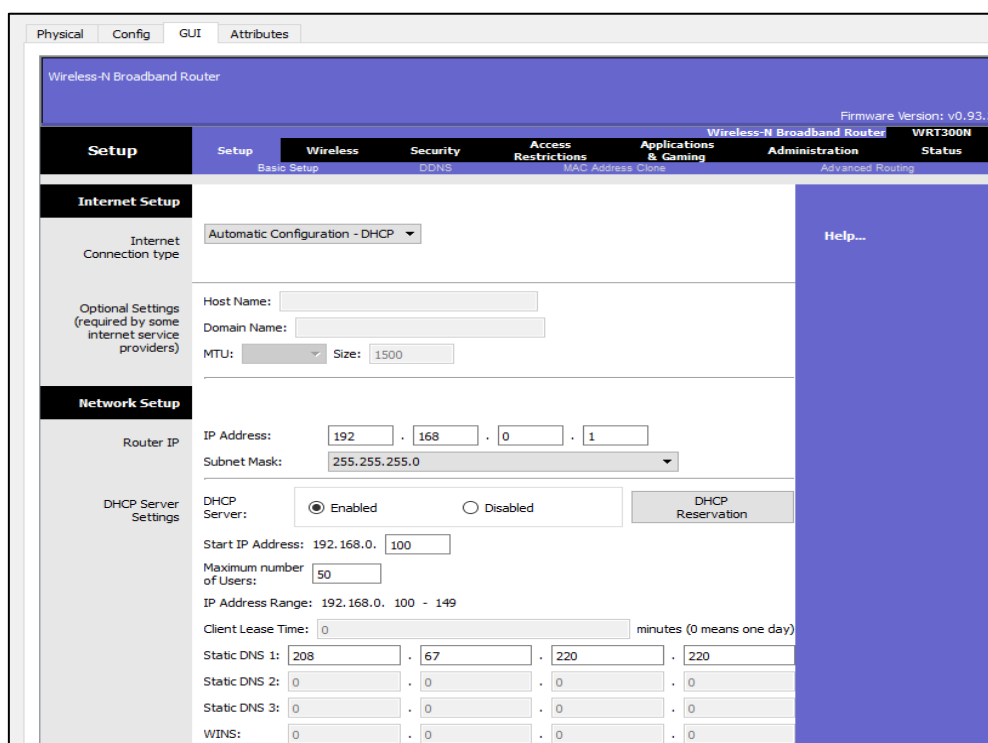 Physical Config GUI Attributes
Wireless-N Broadband Router
Firmware Version: v0.93.
Wireless-N Broadband Router WRT300N
Setup Setup Wireless Security Access Restrictions Applications & Gaming Administration Status
Basic Setup DDNS MAC Address Clone Advanced Routing
Internet Setup
Internet Connection type Automatic Configuration - DHCP Help...
Optional Settings (required by some internet service providers)
Host Name:
Domain Name:
MTU: Size: 1500
Network Setup
Router IP IP Address: 192 . 168 . 0 . 1
Subnet Mask: 255.255.255.0
DHCP Server Settings DHCP Server: Enabled Disabled DHCP Reservation
Start IP Address: 192.168.0. 100
Maximum number of Users: 50
IP Address Range: 192.168.0. 100 - 149
Client Lease Time: 0 minutes (0 means one day)
Static DNS 1: 208 . 67 . 220 . 220
Static DNS 2: 0 . 0 . 0 . 0
Static DNS 3: 0 . 0 . 0 . 0
WINS: 0 . 0 . 0 . 0